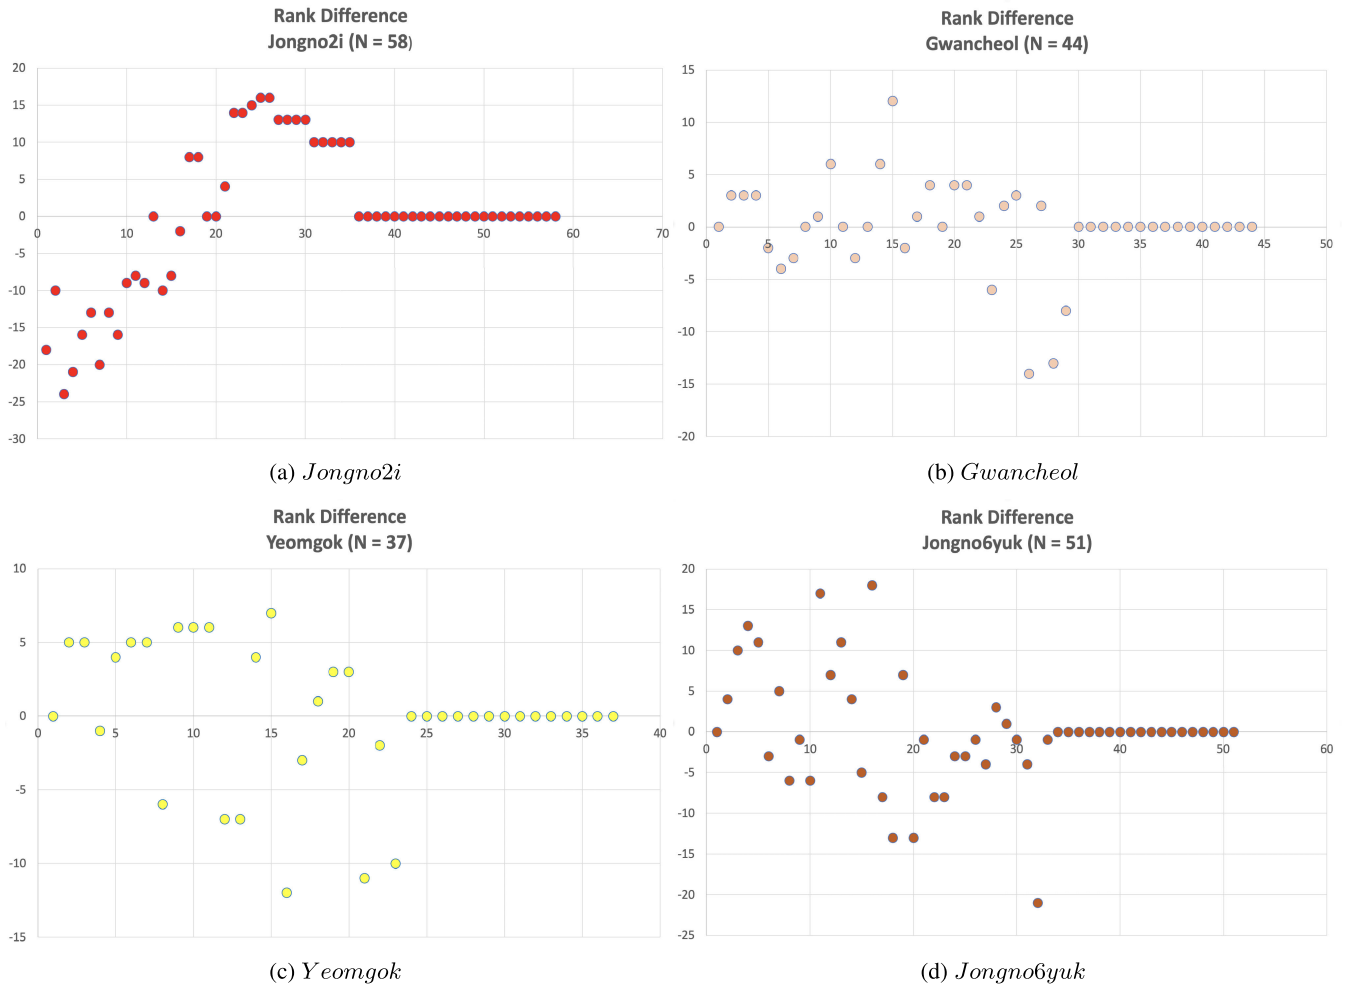 Rank Difference
Jongno2i (N = 58)
20
15
10
5
0
-5
-10
-15
-20
-25
-30
0 10 20 30 40 50 60 70
(a) Jongno2i
Rank Difference
Gwancheol (N = 44)
15
10
5
0
-5
-10
-15
-20
0 5 10 15 20 25 30 35 40 45 50
(b) Gwancheol
Rank Difference
Yeomgok (N = 37)
10
5
0
-5
-10
-15
0 5 10 15 20 25 30 35 40
(c) Yeomgok
Rank Difference
Jongno6yuk (N = 51)
20
15
10
5
0
-5
-10
-15
-20
-25
0 10 20 30 40 50 60
(d) Jongno6yuk